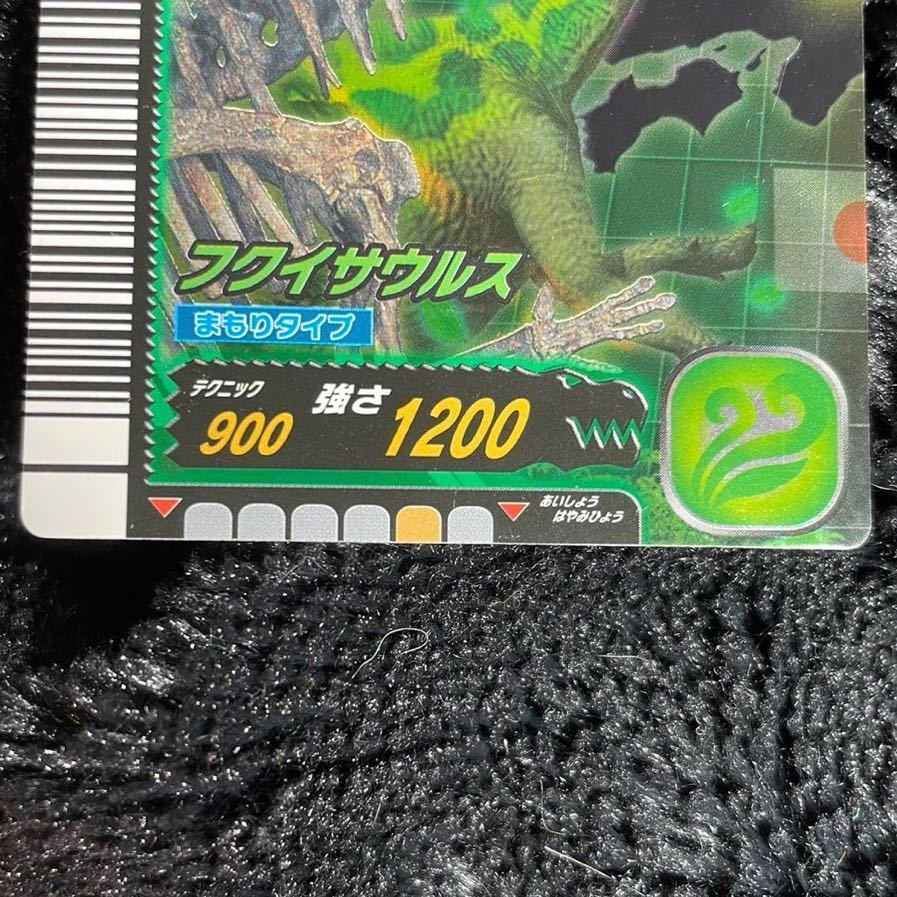 フクイサウルス
まもりタイプ
テクニック
900
強さ
1200
あいしょう
はやみひょう